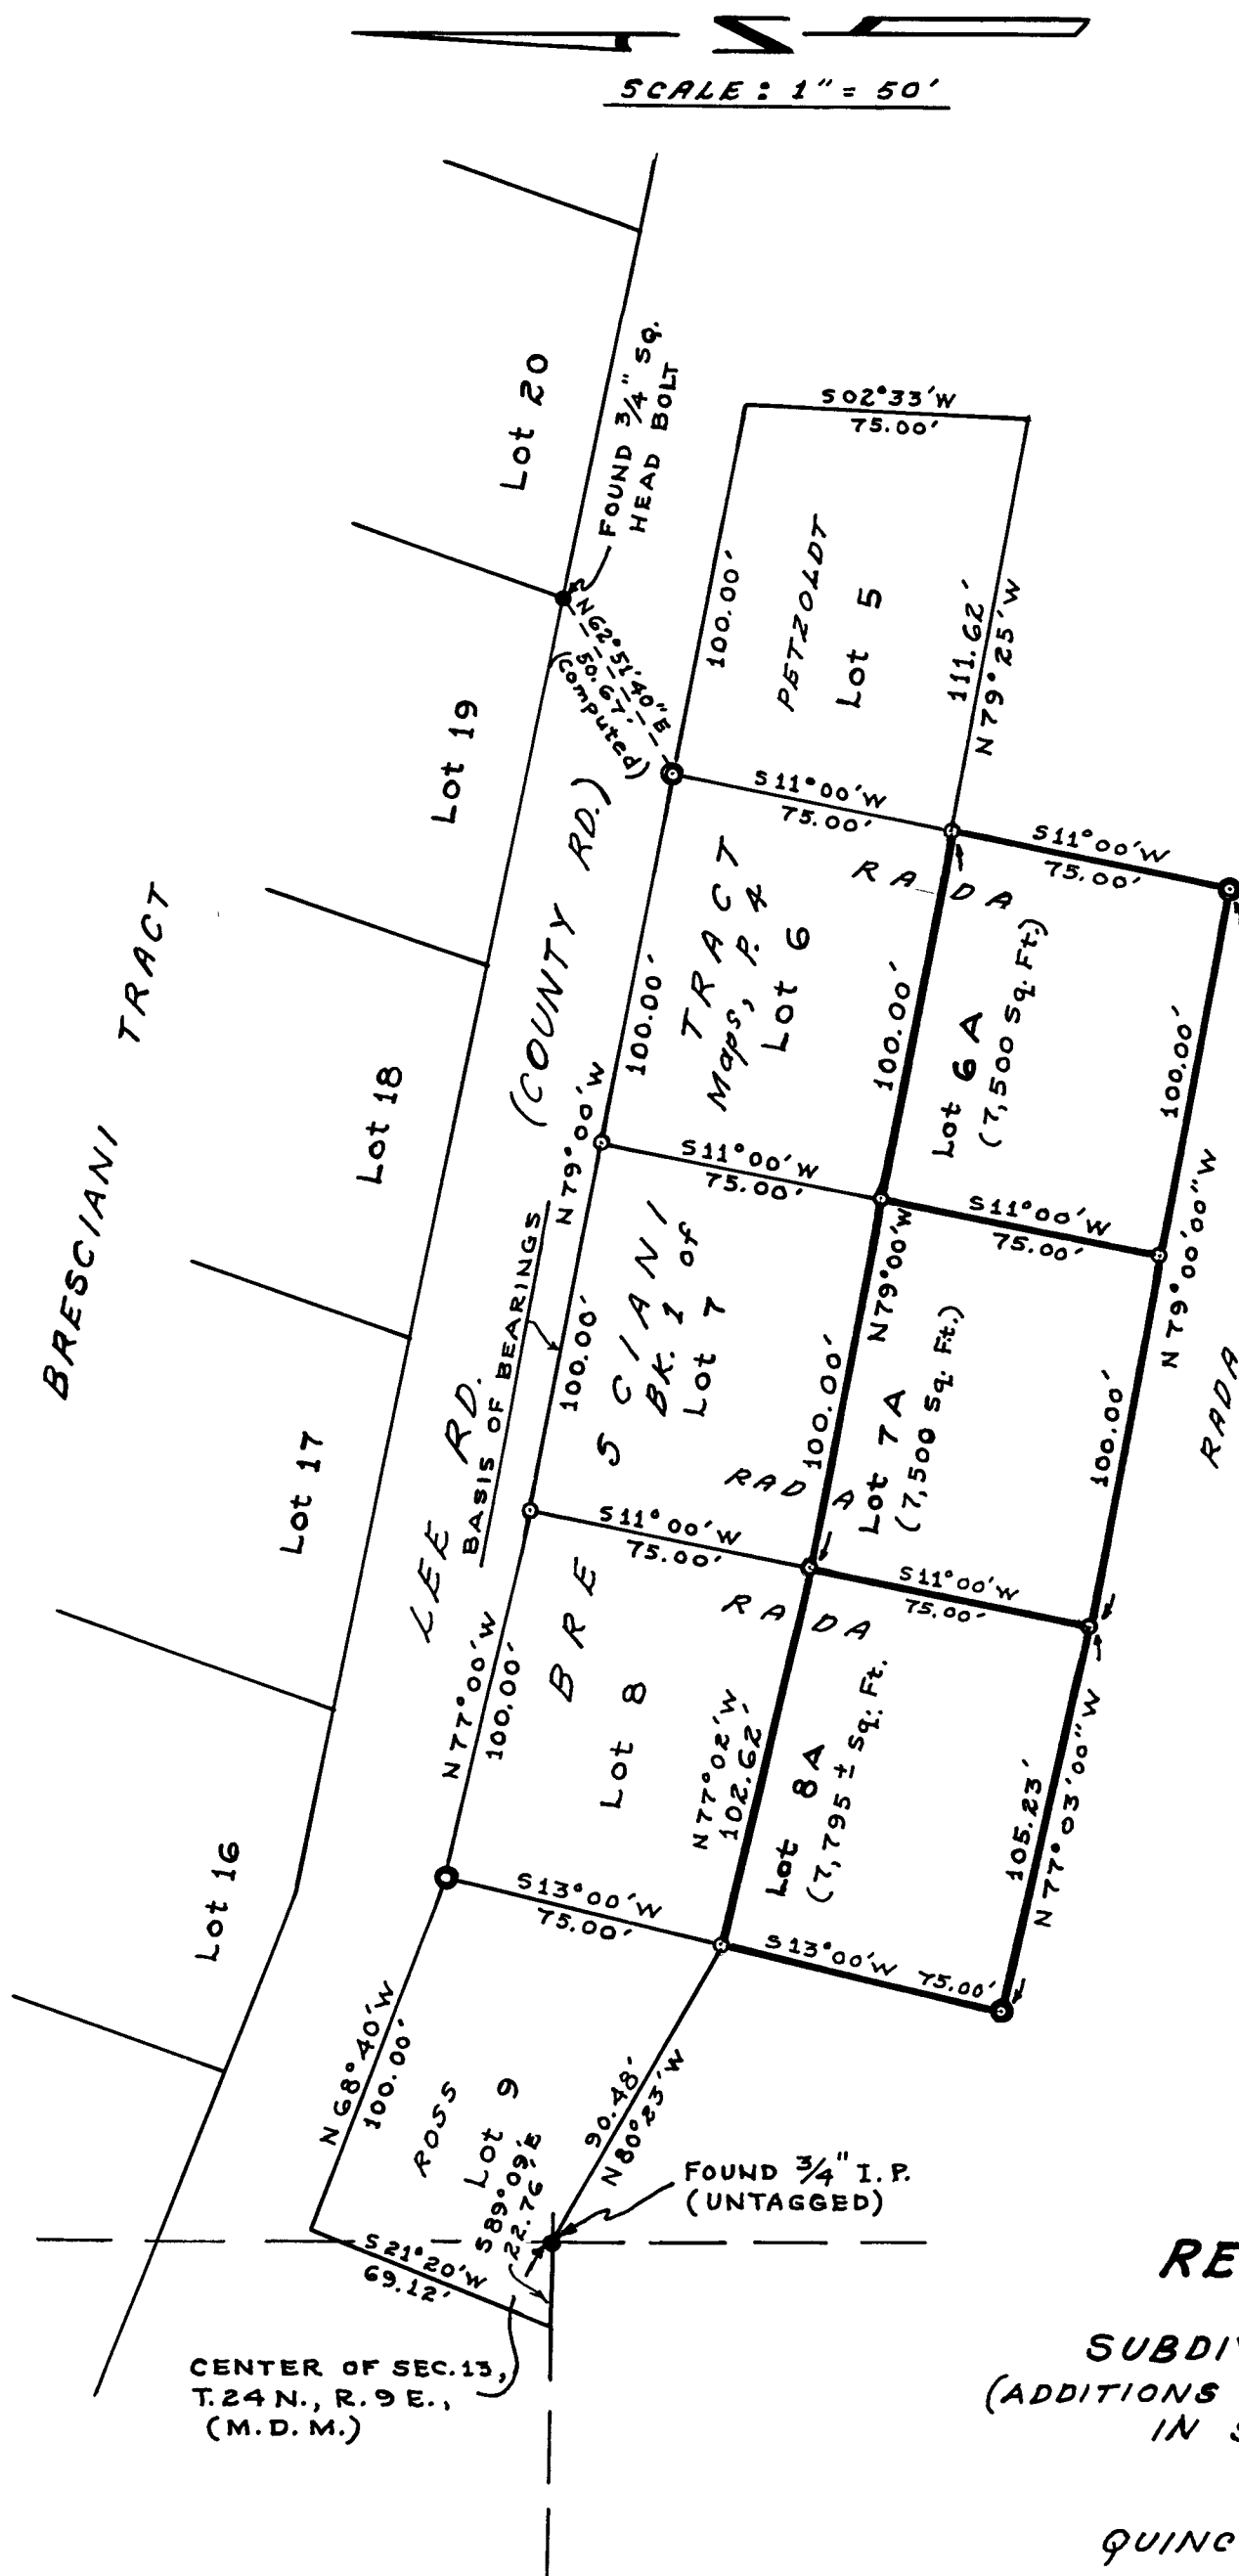 N
SCALE: 1" = 50'
Lot 20
FOUND 3/4" SQ.
HEAD BOLT
S02°33'W
75.00'
N62°51'40"E
50.67'
(computed)
100.00'
PETZOLDT
Lot 5
111.62'
N79°25'W
Lot 19
S11°00'W
75.00'
S11°00'W
75.00'
BRESCIANI TRACT
LEE RD. (COUNTY RD.)
BASIS OF BEARINGS
N79°00'W
100.00'
BRESCIANI TRACT
BK. 1 of Maps, P. 4
Lot 6
RADA
100.00'
Lot 6A
(7,500 Sq. Ft.)
100.00'
N79°00'00"W
RADA
Lot 18
S11°00'W
75.00'
S11°00'W
75.00'
100.00'
Lot 7
RADA
100.00'
N79°00'W
Lot 7A
(7,500 Sq. Ft.)
100.00'
Lot 17
S11°00'W
75.00'
S11°00'W
75.00'
N77°00'W
100.00'
Lot 8
RADA
N77°02'W
102.62'
Lot 8A
(7,795 ± Sq. Ft.
105.23'
N77°03'00"W
Lot 16
S13°00'W
75.00'
S13°00'W 75.00'
N68°40'W
100.00'
ROSS
Lot 9
S89°09'E
22.76'
90.48'
N80°23'W
FOUND 3/4" I.P.
(UNTAGGED)
S21°20'W
69.12'
CENTER OF SEC.13,
T.24N., R.9E.,
(M.D.M.)
RE
SUBDIV
(ADDITIONS
IN S
QUINC